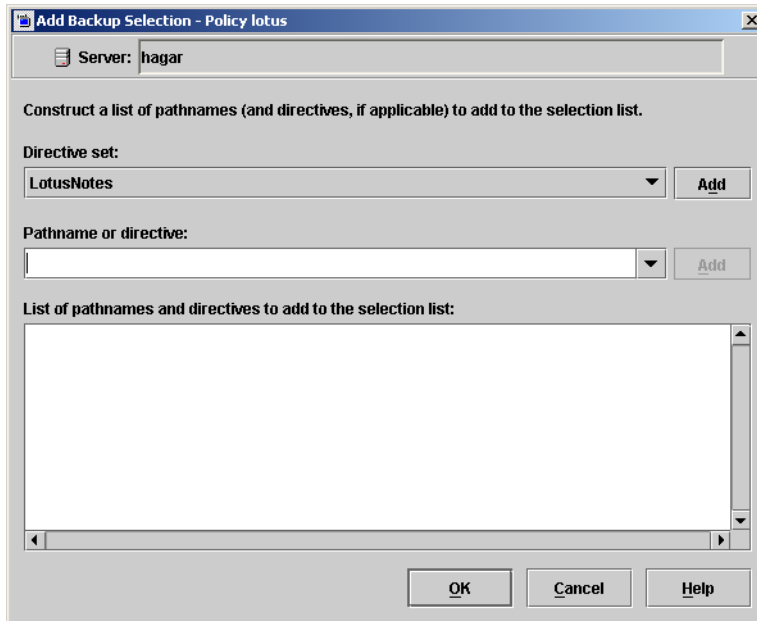 Add Backup Selection - Policy lotus
Server: hagar
Construct a list of pathnames (and directives, if applicable) to add to the selection list.
Directive set:
LotusNotes Add
Pathname or directive:
Add
List of pathnames and directives to add to the selection list:
OK Cancel Help